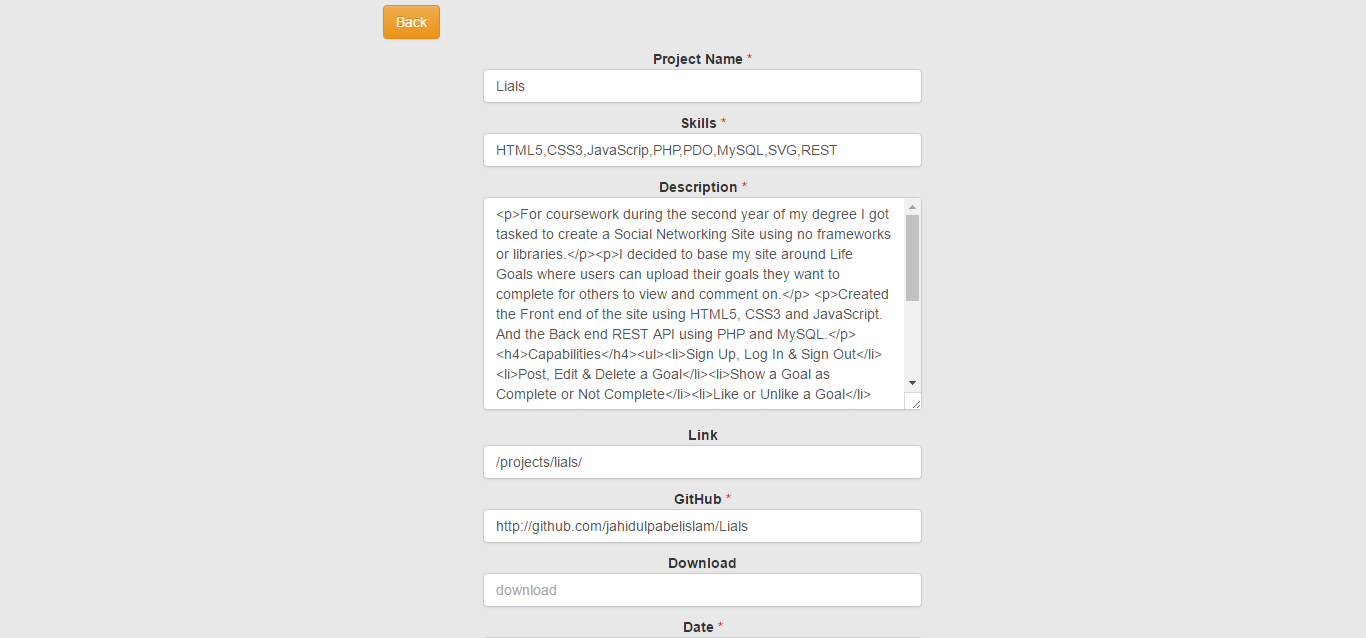 Back
Project Name *
Lials
Skills *
HTML5,CSS3,JavaScrip,PHP,PDO,MySQL,SVG,REST
Description *
<p>For coursework during the second year of my degree I got
tasked to create a Social Networking Site using no frameworks
or libraries.</p><p>I decided to base my site around Life
Goals where users can upload their goals they want to
complete for others to view and comment on.</p> <p>Created
the Front end of the site using HTML5, CSS3 and JavaScript.
And the Back end REST API using PHP and MySQL.</p>
<h4>Capabilities</h4><ul><li>Sign Up, Log In & Sign Out</li>
<li>Post, Edit & Delete a Goal</li><li>Show a Goal as
Complete or Not Complete</li><li>Like or Unlike a Goal</li>
Link
/projects/lials/
GitHub *
http://github.com/jahidulpabelislam/Lials
Download
download
Date *